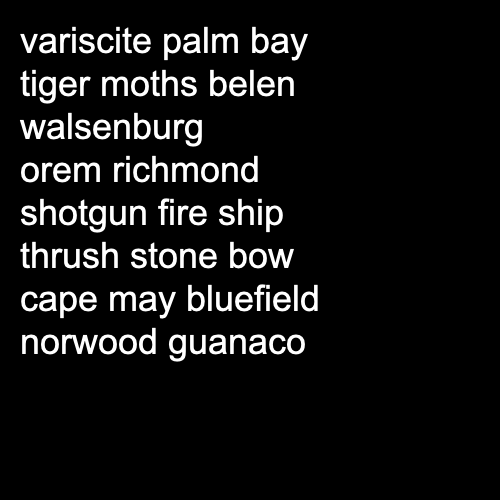 variscite palm bay
tiger moths belen
walsenburg
orem richmond
shotgun fire ship
thrush stone bow
cape may bluefield
norwood guanaco